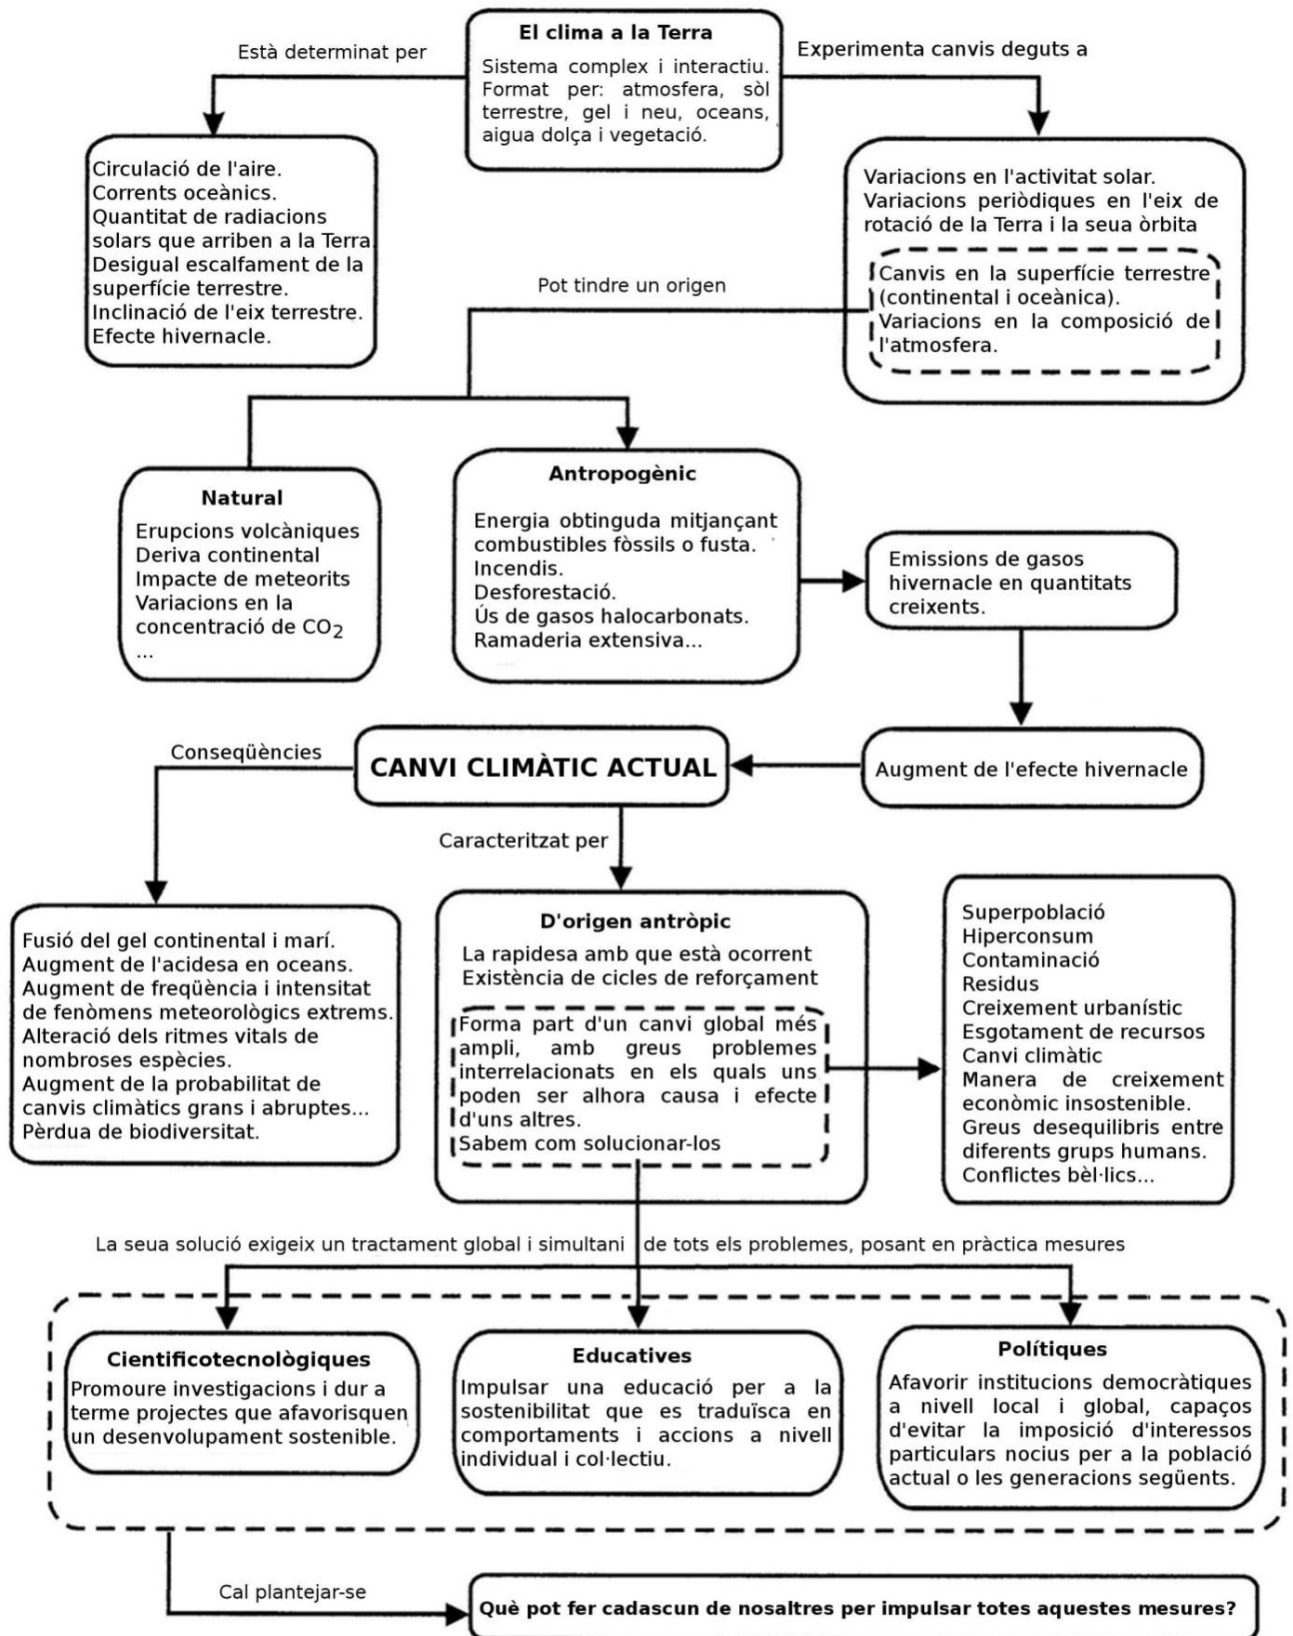 El clima a la Terra
Sistema complex i interactiu.
Format per: atmosfera, sòl
terrestre, gel i neu, oceans,
aigua dolça i vegetació.
Està determinat per
Experimenta canvis deguts a
Circulació de l'aire.
Corrents oceànics.
Quantitat de radiacions
solars que arriben a la Terra.
Desigual escalfament de la
superfície terrestre.
Inclinació de l'eix terrestre.
Efecte hivernacle.
Variacions en l'activitat solar.
Variacions periòdiques en l'eix de
rotació de la Terra i la seua òrbita
Canvis en la superfície terrestre
(continental i oceànica).
Variacions en la composició de
l'atmosfera.
Pot tindre un origen
Natural
Erupcions volcàniques
Deriva continental
Impacte de meteorits
Variacions en la
concentració de CO2
...
Antropogènic
Energia obtinguda mitjançant
combustibles fòssils o fusta.
Incendis.
Desforestació.
Ús de gasos halocarbonats.
Ramaderia extensiva...
Emissions de gasos
hivernacle en quantitats
creixents.
Augment de l'efecte hivernacle
CANVI CLIMÀTIC ACTUAL
Conseqüències
Caracteritzat per
Fusió del gel continental i marí.
Augment de l'acidesa en oceans.
Augment de freqüència i intensitat
de fenòmens meteorològics extrems.
Alteració dels ritmes vitals de
nombroses espècies.
Augment de la probabilitat de
canvis climàtics grans i abruptes...
Pèrdua de biodiversitat.
D'origen antròpic
La rapidesa amb que està ocorrent
Existència de cicles de reforçament
Forma part d'un canvi global més
ampli, amb greus problemes
interrelacionats en els quals uns
poden ser alhora causa i efecte
d'uns altres.
Sabem com solucionar-los
Superpoblació
Hiperconsum
Contaminació
Residus
Creixement urbanístic
Esgotament de recursos
Canvi climàtic
Manera de creixement
econòmic insostenible.
Greus desequilibris entre
diferents grups humans.
Conflictes bèl·lics...
La seua solució exigeix un tractament global i simultani de tots els problemes, posant en pràctica mesures
Cientificotecnològiques
Promoure investigacions i dur a
terme projectes que afavorisquen
un desenvolupament sostenible.
Educatives
Impulsar una educació per a la
sostenibilitat que es traduïsca en
comportaments i accions a nivell
individual i col·lectiu.
Polítiques
Afavorir institucions democràtiques
a nivell local i global, capaços
d'evitar la imposició d'interessos
particulars nocius per a la població
actual o les generacions següents.
Cal plantejar-se
Què pot fer cadascun de nosaltres per impulsar totes aquestes mesures?